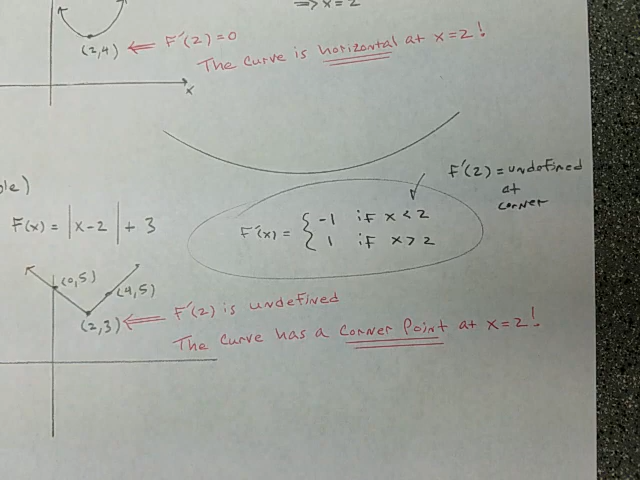 ⇒ x = 2
(2,4) ⇐ F'(2) = 0
The Curve is horizontal at x = 2!
x
F'(2) = undefined
at
corner
F(x) = |x-2| + 3
F'(x) = { -1 if x < 2
1 if x > 2
(0,5)
(4,5)
(2,3) ⇐ F'(2) is undefined
The Curve has a Corner Point at x = 2!